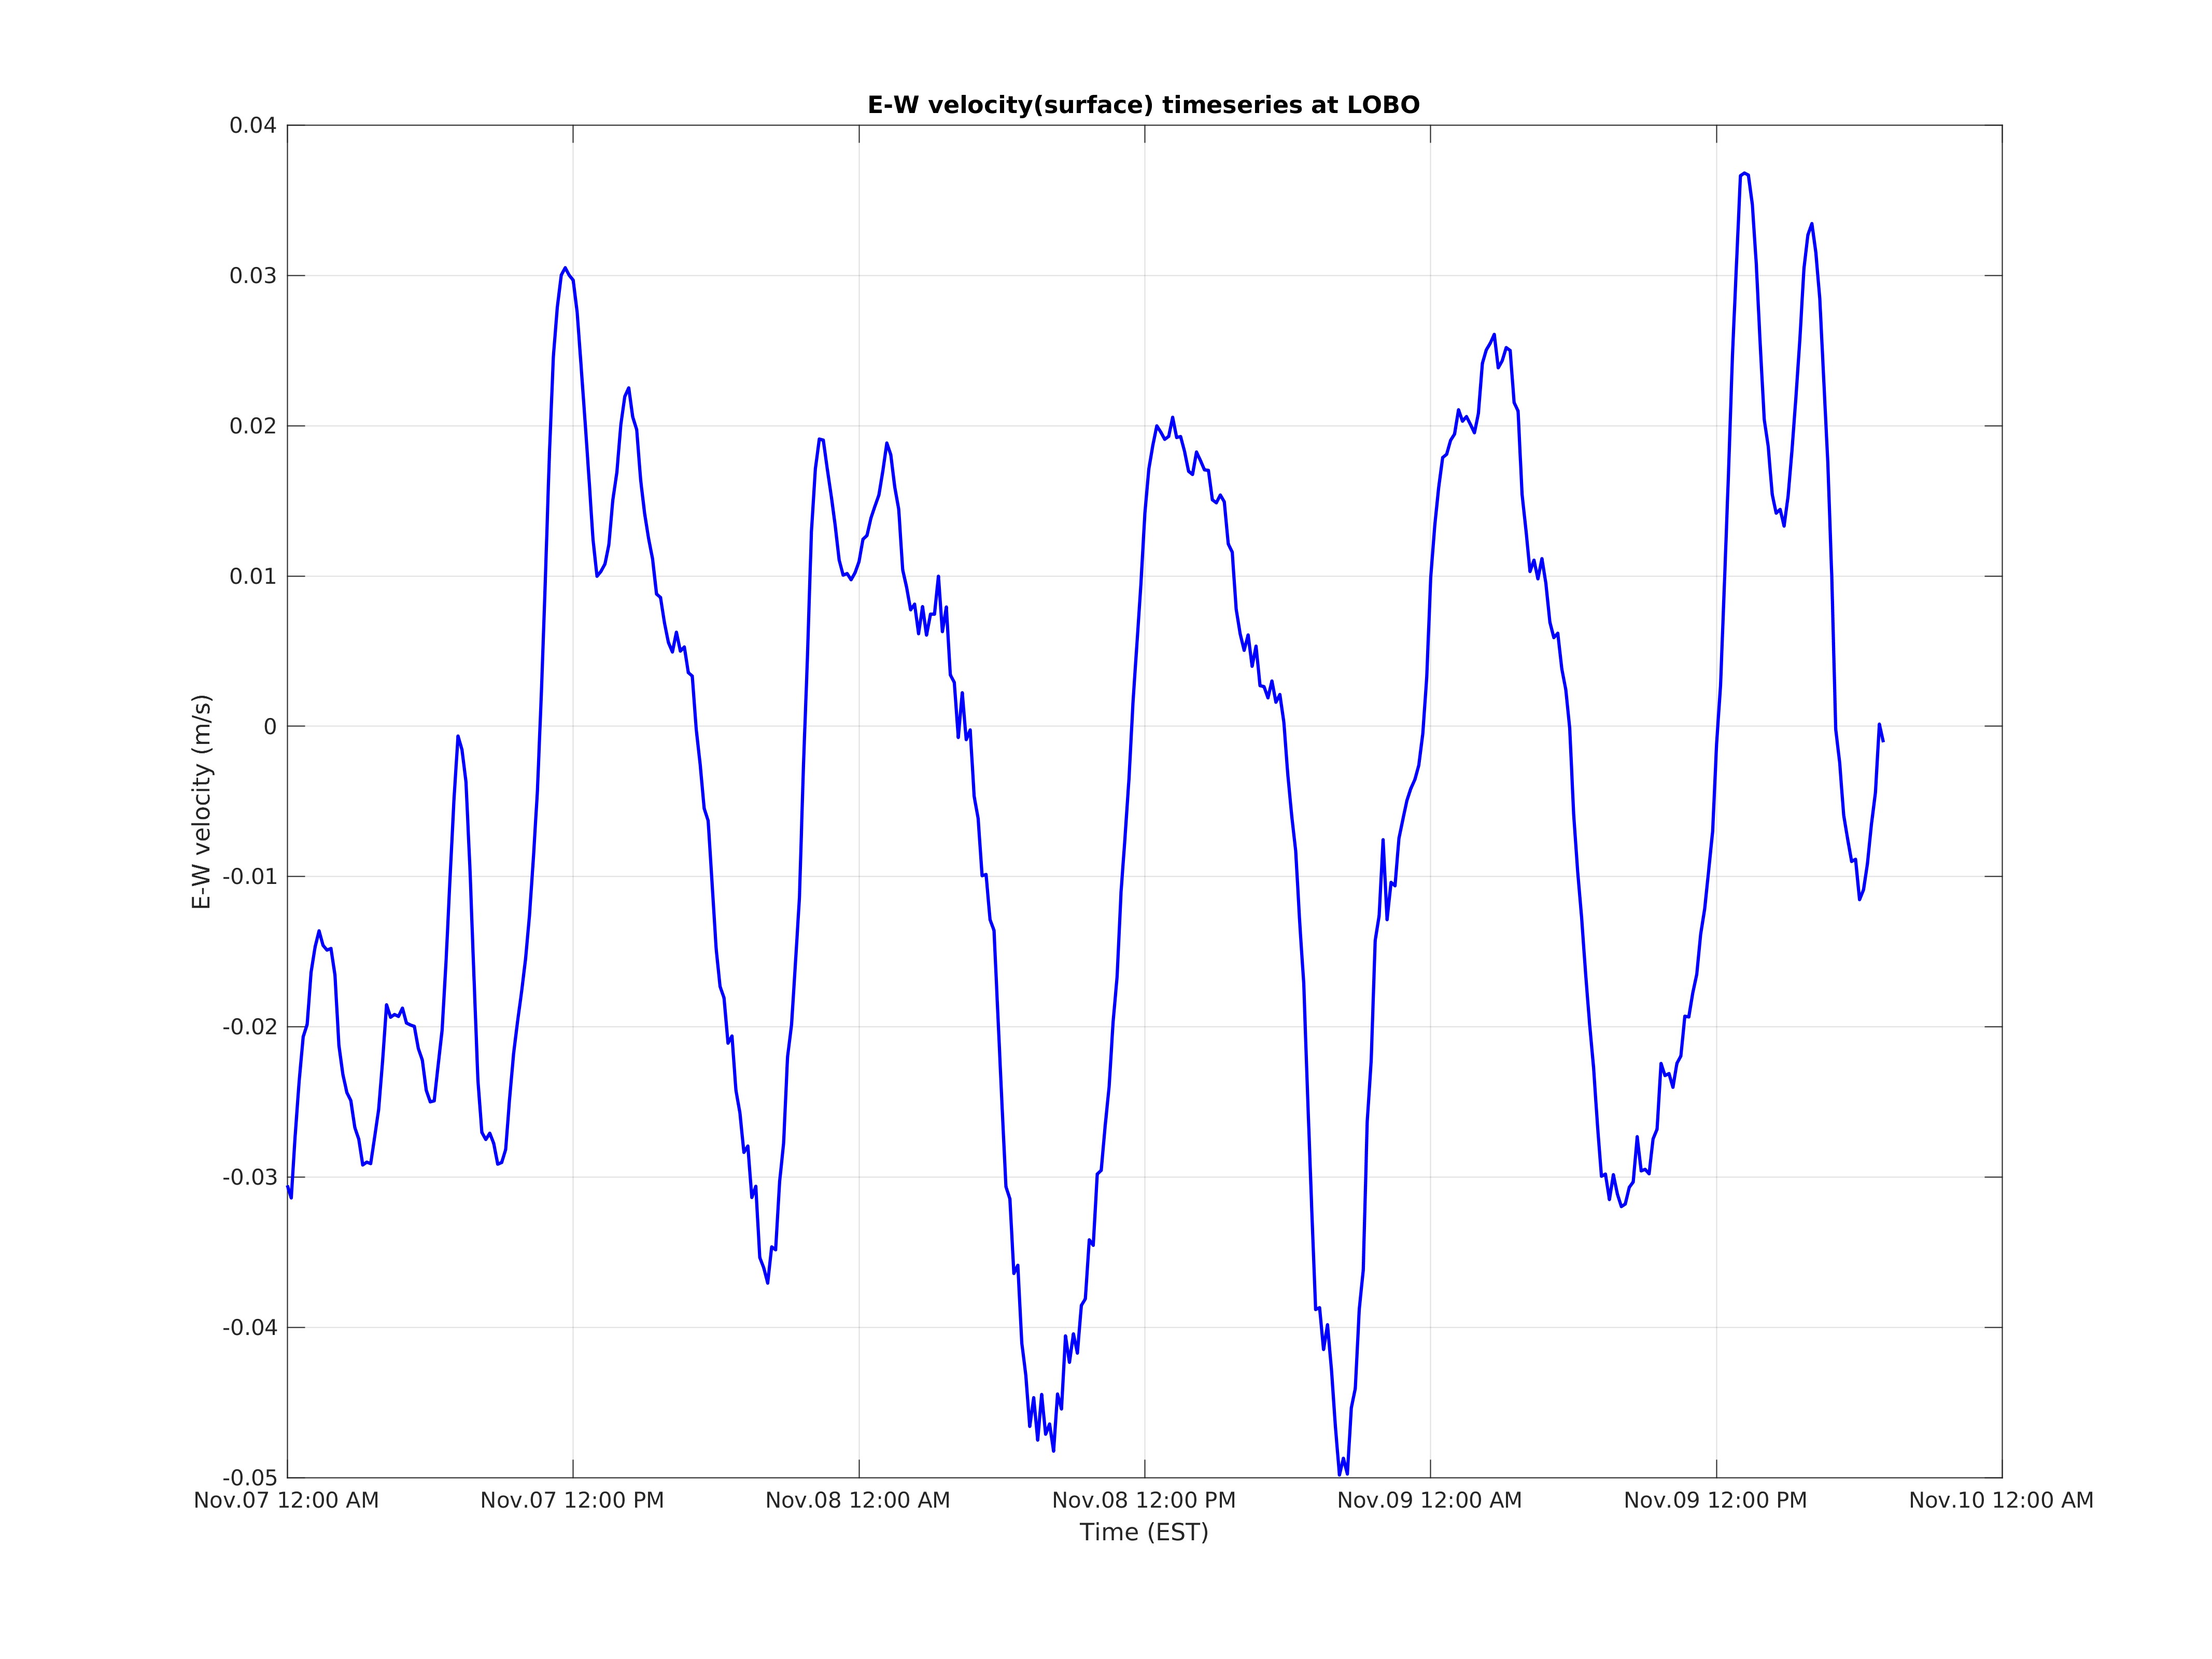 E-W velocity(surface) timeseries at LOBO
0.04
0.03
0.02
0.01
0
-0.01
-0.02
-0.03
-0.04
-0.05
E-W velocity (m/s)
Nov.07 12:00 AM
Nov.07 12:00 PM
Nov.08 12:00 AM
Nov.08 12:00 PM
Nov.09 12:00 AM
Nov.09 12:00 PM
Nov.10 12:00 AM
Time (EST)